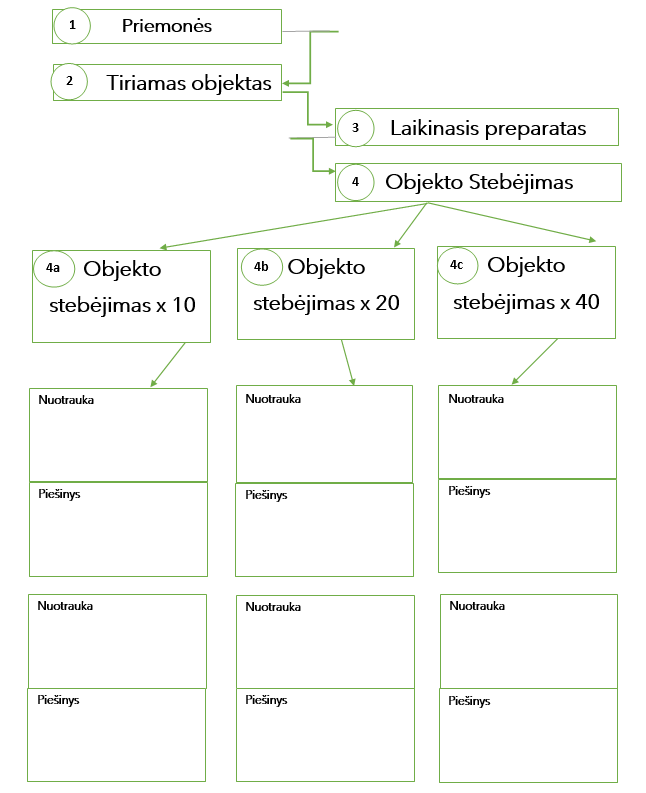 1 Priemonės
2 Tiriamas objektas
3 Laikinasis preparatas
4 Objekto Stebėjimas
4a Objekto
stebėjimas x 10
4b Objekto
stebėjimas x 20
4c Objekto
stebėjimas x 40
Nuotrauka
Nuotrauka
Nuotrauka
Piešinys
Piešinys
Piešinys
Nuotrauka
Nuotrauka
Nuotrauka
Piešinys
Piešinys
Piešinys